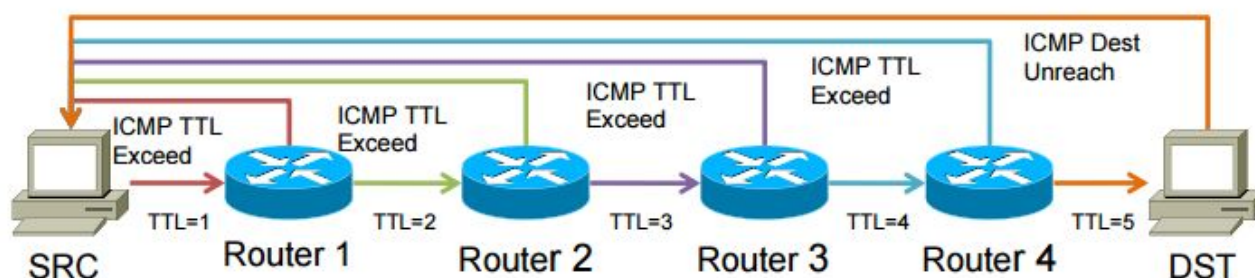 ICMP Dest
Unreach
ICMP TTL
Exceed
ICMP TTL
Exceed
ICMP TTL
Exceed
ICMP TTL
Exceed
TTL=1
TTL=2
TTL=3
TTL=4
TTL=5
SRC
Router 1
Router 2
Router 3
Router 4
DST